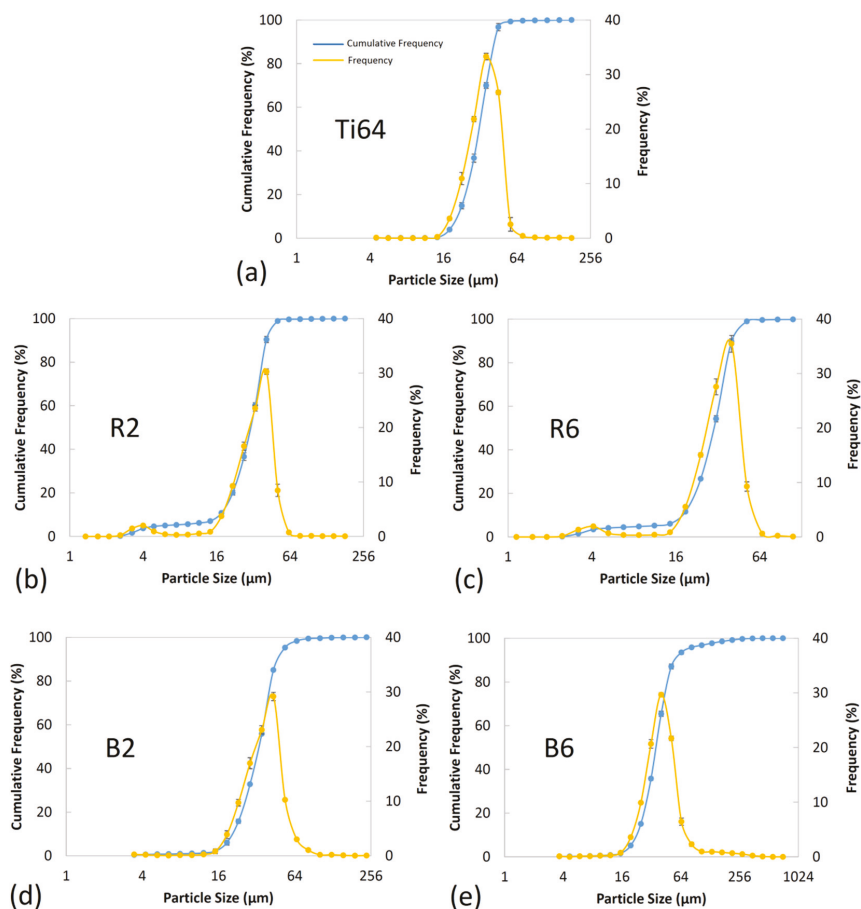 100
80
60
40
20
0
Cumulative Frequency (%)
Cumulative Frequency
Frequency
Ti64
40
30
20
10
0
Frequency (%)
1 4 16 64 256
Particle Size (µm)
(a)
100
80
60
40
20
0
Cumulative Frequency (%)
R2
40
30
20
10
0
Frequency (%)
1 4 16 64 256
Particle Size (µm)
(b)
100
80
60
40
20
0
Cumulative Frequency (%)
R6
40
30
20
10
0
Frequency (%)
1 4 16 64
Particle Size (µm)
(c)
100
80
60
40
20
0
Cumulative Frequency (%)
B2
40
30
20
10
0
Frequency (%)
1 4 16 64 256
Particle Size (µm)
(d)
100
80
60
40
20
0
Cumulative Frequency (%)
B6
40
30
20
10
0
Frequency (%)
1 4 16 64 256 1024
Particle Size (µm)
(e)